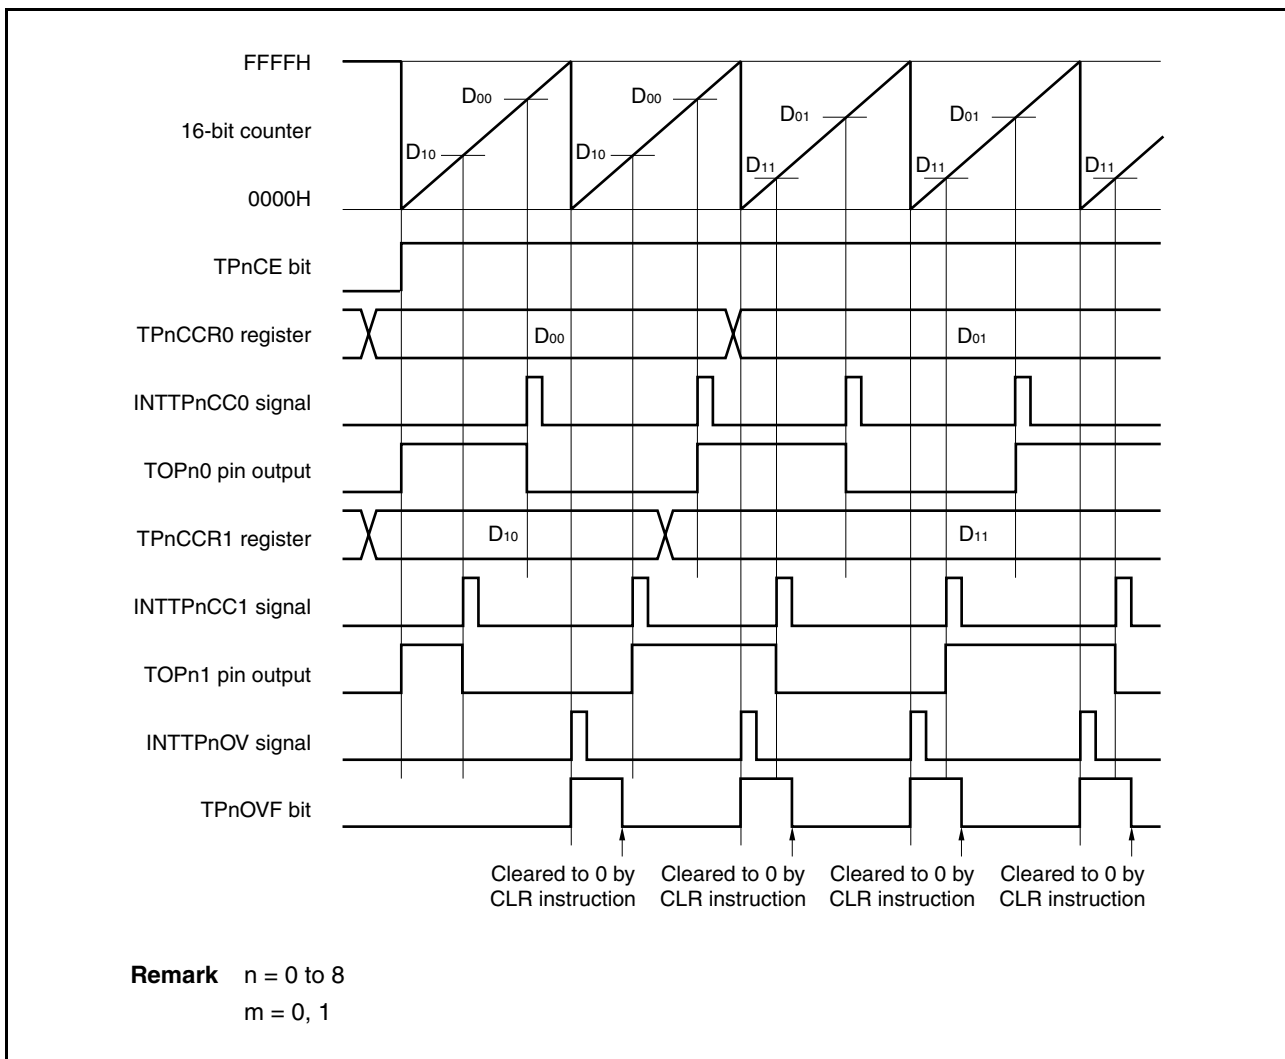 FFFFH
D00
D00
D01
D01
16-bit counter
D10
D10
D11
D11
D11
0000H
TPnCE bit
TPnCCR0 register
D00
D01
INTTPnCC0 signal
TOPn0 pin output
TPnCCR1 register
D10
D11
INTTPnCC1 signal
TOPn1 pin output
INTTPnOV signal
TPnOVF bit
Cleared to 0 by
CLR instruction
Cleared to 0 by
CLR instruction
Cleared to 0 by
CLR instruction
Cleared to 0 by
CLR instruction
Remark n = 0 to 8
m = 0, 1